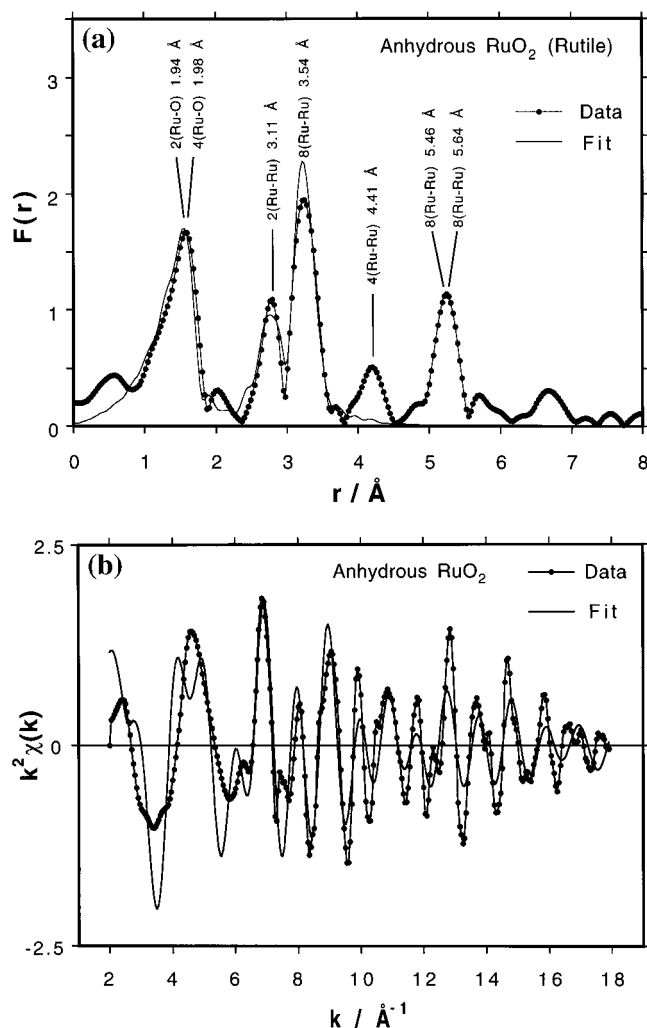 (a)
Anhydrous RuO2 (Rutile)
2(Ru-O) 1.94 Å
4(Ru-O) 1.98 Å
2(Ru-Ru) 3.11 Å
8(Ru-Ru) 3.54 Å
4(Ru-Ru) 4.41 Å
8(Ru-Ru) 5.46 Å
8(Ru-Ru) 5.64 Å
Data
Fit
F(r)
3
2
1
0
0 1 2 3 4 5 6 7 8
r / Å
(b)
Anhydrous RuO2
Data
Fit
k²χ(k)
2.5
0
-2.5
2 4 6 8 10 12 14 16 18
k / Å⁻¹